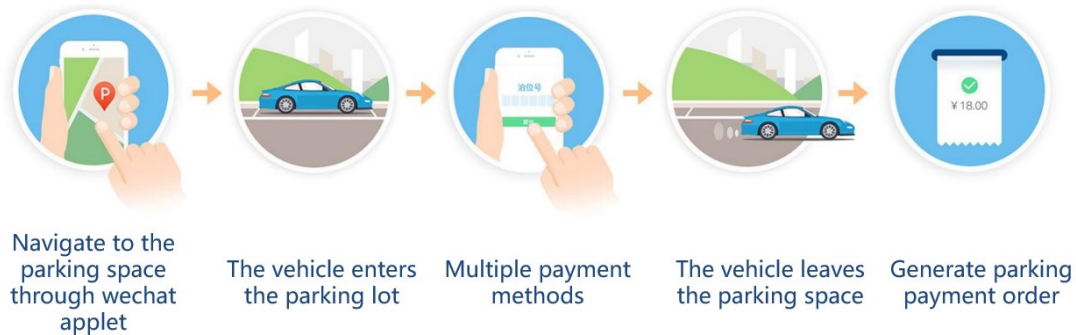 P
泊位号
¥18.00
Navigate to the
parking space
through wechat
applet
The vehicle enters
the parking lot
Multiple payment
methods
The vehicle leaves
the parking space
Generate parking
payment order